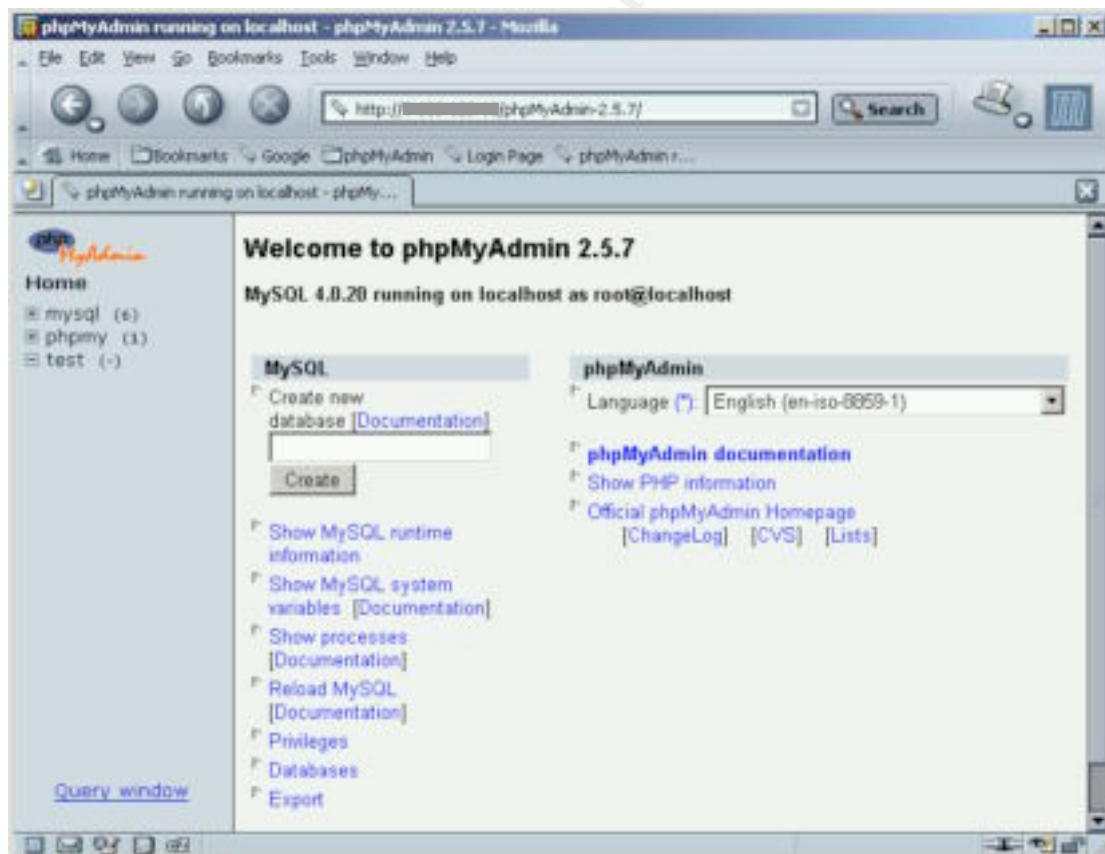 phpMyAdmin running on localhost - phpMyAdmin 2.5.7 - Mozilla
File Edit View Go Bookmarks Tools Window Help
http:// /phpMyAdmin-2.5.7/
Search
Home Bookmarks Google phpMyAdmin Login Page phpMyAdmin r...
phpMyAdmin running on localhost - phpMy...
php
MyAdmin
Home
mysql (6)
phpmy (1)
test (-)
Query window
Welcome to phpMyAdmin 2.5.7
MySQL 4.0.20 running on localhost as root@localhost
MySQL
Create new
database [Documentation]
Create
Show MySQL runtime
information
Show MySQL system
variables [Documentation]
Show processes
[Documentation]
Reload MySQL
[Documentation]
Privileges
Databases
Export
phpMyAdmin
Language (*): English (en-iso-8859-1)
phpMyAdmin documentation
Show PHP information
Official phpMyAdmin Homepage
[ChangeLog] [CVS] [Lists]